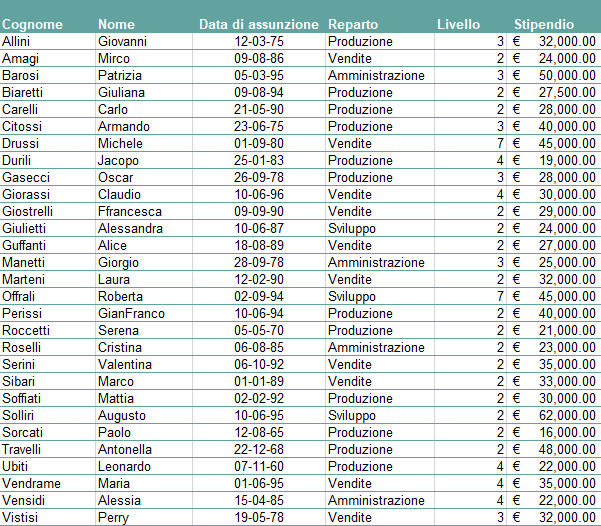 Cognome Nome Data di assunzione Reparto Livello Stipendio
Allini Giovanni 12-03-75 Produzione 3 € 32,000.00
Amagi Mirco 09-08-86 Vendite 2 € 24,000.00
Barosi Patrizia 05-03-95 Amministrazione 3 € 50,000.00
Biaretti Giuliana 09-08-94 Produzione 2 € 27,500.00
Carelli Carlo 21-05-90 Produzione 2 € 28,000.00
Citossi Armando 23-06-75 Produzione 3 € 40,000.00
Drussi Michele 01-09-80 Vendite 7 € 45,000.00
Durili Jacopo 25-01-83 Produzione 4 € 19,000.00
Gasecci Oscar 26-09-78 Produzione 3 € 28,000.00
Giorassi Claudio 10-06-96 Vendite 4 € 30,000.00
Giostrelli Ffrancesca 09-09-90 Vendite 2 € 29,000.00
Giulietti Alessandra 10-06-87 Sviluppo 2 € 24,000.00
Guffanti Alice 18-08-89 Vendite 2 € 27,000.00
Manetti Giorgio 28-09-78 Amministrazione 3 € 25,000.00
Marteni Laura 12-02-90 Vendite 2 € 32,000.00
Offrali Roberta 02-09-94 Sviluppo 7 € 45,000.00
Perissi GianFranco 10-06-94 Produzione 2 € 40,000.00
Roccetti Serena 05-05-70 Produzione 2 € 21,000.00
Roselli Cristina 06-08-85 Amministrazione 2 € 23,000.00
Serini Valentina 06-10-92 Vendite 2 € 35,000.00
Sibari Marco 01-01-89 Vendite 2 € 33,000.00
Soffiati Mattia 02-02-92 Produzione 2 € 30,000.00
Solliri Augusto 10-06-95 Sviluppo 2 € 62,000.00
Sorcati Paolo 12-08-65 Produzione 2 € 16,000.00
Travelli Antonella 22-12-68 Produzione 2 € 48,000.00
Ubiti Leonardo 07-11-60 Produzione 4 € 22,000.00
Vendrame Maria 01-06-95 Vendite 4 € 35,000.00
Vensidi Alessia 15-04-85 Amministrazione 4 € 22,000.00
Vistisi Perry 19-05-78 Vendite 3 € 32,000.00